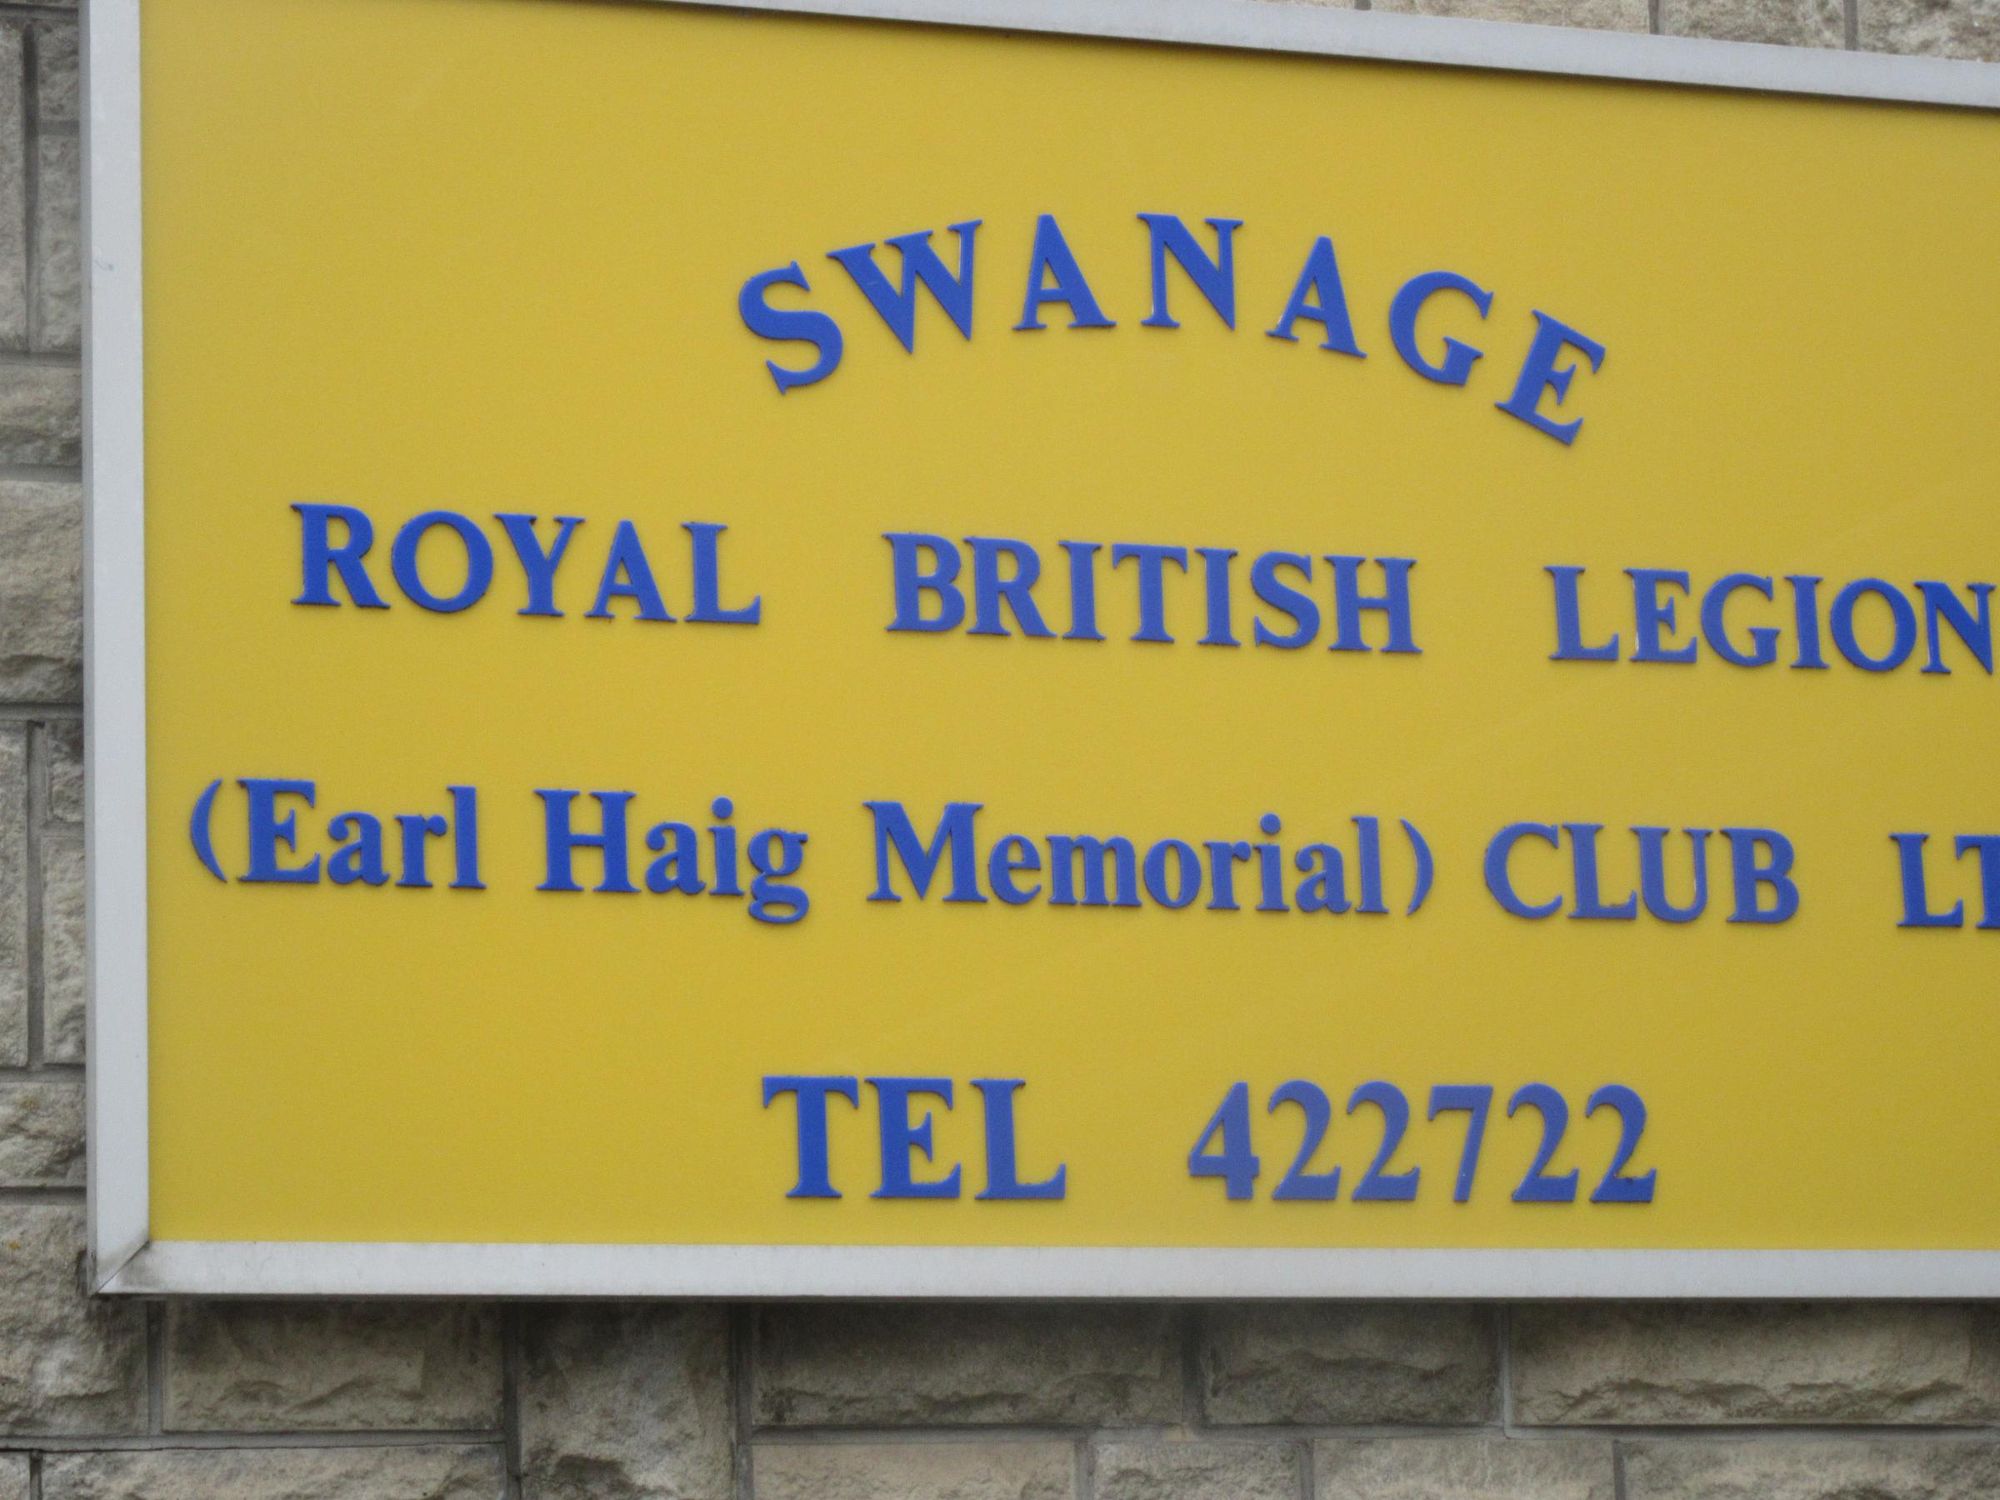 SWANAGE
ROYAL BRITISH LEGION
(Earl Haig Memorial) CLUB LT
TEL 422722